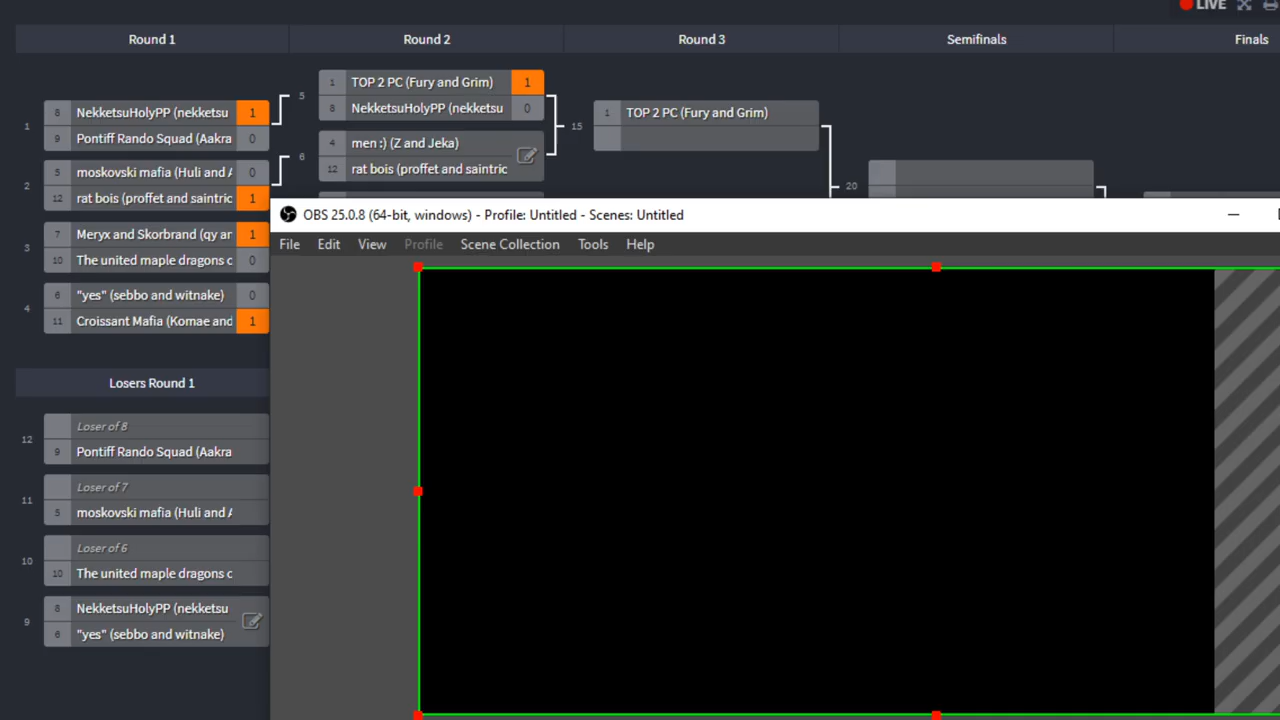 LIVE
Round 1
Round 2
Round 3
Semifinals
Finals
1
8 NekketsuHolyPP (nekketsu 1
9 Pontiff Rando Squad (Aakra 0
2
5 moskovski mafia (Huli and A 0
12 rat bois (proffet and saintric 1
3
7 Meryx and Skorbrand (qy ar 1
10 The united maple dragons c 0
4
6 "yes" (sebbo and witnake) 0
11 Croissant Mafia (Komae and 1
5
1 TOP 2 PC (Fury and Grim) 1
8 NekketsuHolyPP (nekketsu 0
6
4 men :) (Z and Jeka)
12 rat bois (proffet and saintric
15
1 TOP 2 PC (Fury and Grim)
20
Losers Round 1
12
Loser of 8
9 Pontiff Rando Squad (Aakra
11
Loser of 7
5 moskovski mafia (Huli and A
10
Loser of 6
10 The united maple dragons c
9
8 NekketsuHolyPP (nekketsu
6 "yes" (sebbo and witnake)
OBS 25.0.8 (64-bit, windows) - Profile: Untitled - Scenes: Untitled
File Edit View Profile Scene Collection Tools Help